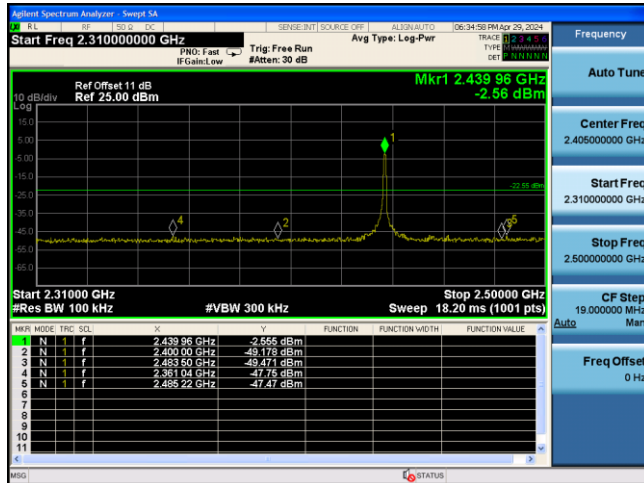 Agilent Spectrum Analyzer - Swept SA
RL RF 50 Ω DC SENSE:INT SOURCE OFF ALIGNAUTO 06:34:58 PM Apr 29, 2024
Start Freq 2.310000000 GHz
PNO: Fast
IFGain:Low
Trig: Free Run
#Atten: 30 dB
Avg Type: Log-Pwr
TRACE 1 2 3 4 5 6
TYPE M
DET P N N N N N
Frequency
Mkr1 2.439 96 GHz
-2.56 dBm
Ref Offset 11 dB
10 dB/div Ref 25.00 dBm
Log
15.0
5.00
-5.00
-15.0
-25.0
-35.0
-45.0
-55.0
-65.0
1
-22.55 dBm
4
2
5
Start 2.31000 GHz Stop 2.50000 GHz
#Res BW 100 kHz #VBW 300 kHz Sweep 18.20 ms (1001 pts)
MKR MODE TRC SCL X Y FUNCTION FUNCTION WIDTH FUNCTION VALUE
1 N 1 f 2.439 96 GHz -2.555 dBm
2 N 1 f 2.400 00 GHz -49.178 dBm
3 N 1 f 2.483 50 GHz -49.471 dBm
4 N 1 f 2.361 04 GHz -47.75 dBm
5 N 1 f 2.485 22 GHz -47.47 dBm
6
7
8
9
10
11
MSG STATUS
Auto Tune
Center Freq
2.405000000 GHz
Start Freq
2.310000000 GHz
Stop Freq
2.500000000 GHz
CF Step
19.000000 MHz
Auto Man
Freq Offset
0 Hz